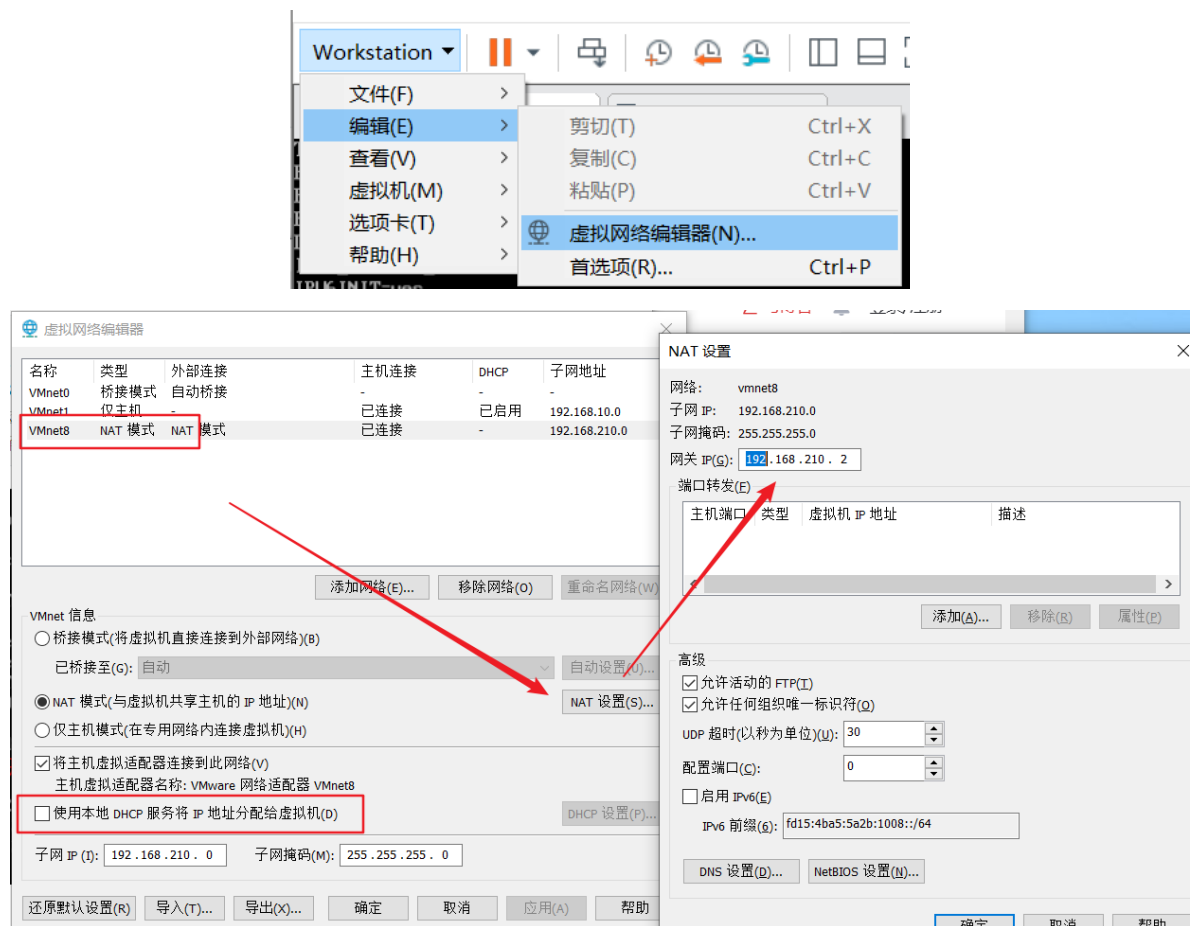 Workstation
文件(F)
编辑(E)
查看(V)
虚拟机(M)
选项卡(T)
帮助(H)
剪切(T) Ctrl+X
复制(C) Ctrl+C
粘贴(P) Ctrl+V
虚拟网络编辑器(N)...
首选项(R)... Ctrl+P
虚拟网络编辑器
名称 类型 外部连接 主机连接 DHCP 子网地址
VMnet0 桥接模式 自动桥接 - - -
VMnet1 仅主机... - 已连接 已启用 192.168.10.0
VMnet8 NAT 模式 NAT 模式 已连接 - 192.168.210.0
添加网络(E)... 移除网络(O) 重命名网络(W)
VMnet 信息
桥接模式(将虚拟机直接连接到外部网络)(B)
已桥接至(G): 自动 自动设置(U)...
NAT 模式(与虚拟机共享主机的 IP 地址)(N) NAT 设置(S)...
仅主机模式(在专用网络内连接虚拟机)(H)
将主机虚拟适配器连接到此网络(V)
主机虚拟适配器名称: VMware 网络适配器 VMnet8
使用本地 DHCP 服务将 IP 地址分配给虚拟机(D) DHCP 设置(P)...
子网 IP (I): 192.168.210. 0 子网掩码(M): 255.255.255. 0
还原默认设置(R) 导入(T)... 导出(X)... 确定 取消 应用(A) 帮助
NAT 设置
网络: vmnet8
子网 IP: 192.168.210.0
子网掩码: 255.255.255.0
网关 IP(G): 192.168.210. 2
端口转发(F)
主机端口 类型 虚拟机 IP 地址 描述
添加(A)... 移除(R) 属性(P)
高级
允许活动的 FTP(T)
允许任何组织唯一标识符(O)
UDP 超时(以秒为单位)(U): 30
配置端口(C): 0
启用 IPv6(E)
IPv6 前缀(6): fd15:4ba5:5a2b:1008::/64
DNS 设置(D)... NetBIOS 设置(N)...
确定 取消 帮助